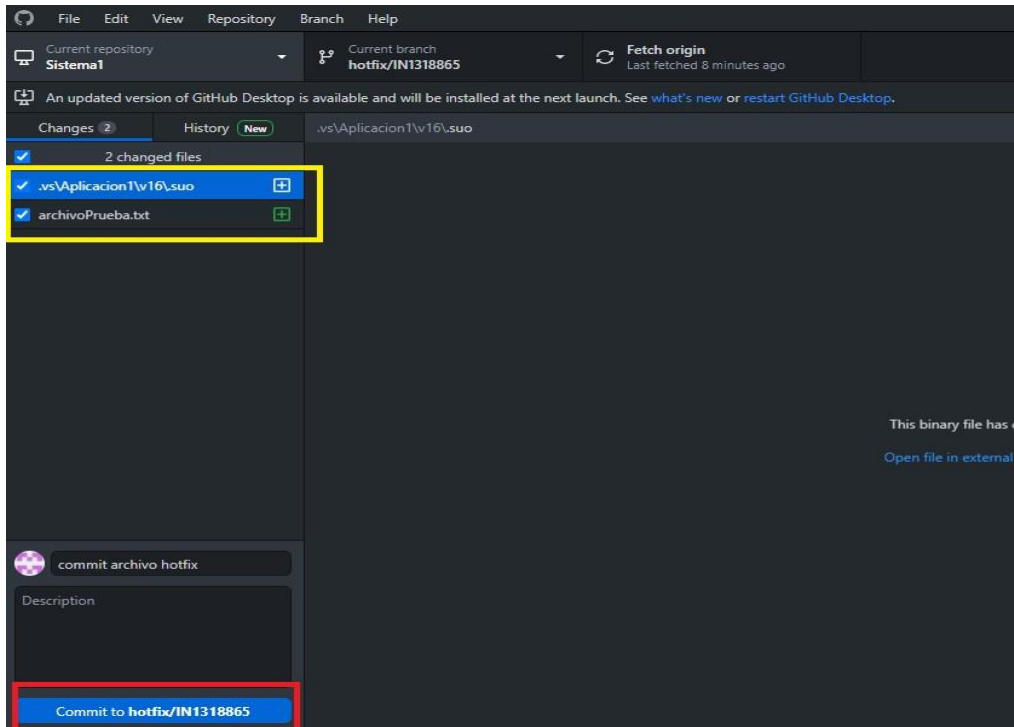 File Edit View Repository Branch Help
Current repository
Sistema1
Current branch
hotfix/IN1318865
Fetch origin
Last fetched 8 minutes ago
An updated version of GitHub Desktop is available and will be installed at the next launch. See what's new or restart GitHub Desktop.
Changes 2
History New
.vs\Aplicacion1\v16\.suo
2 changed files
.vs\Aplicacion1\v16\.suo
archivoPrueba.txt
This binary file has
Open file in external
commit archivo hotfix
Description
Commit to hotfix/IN1318865